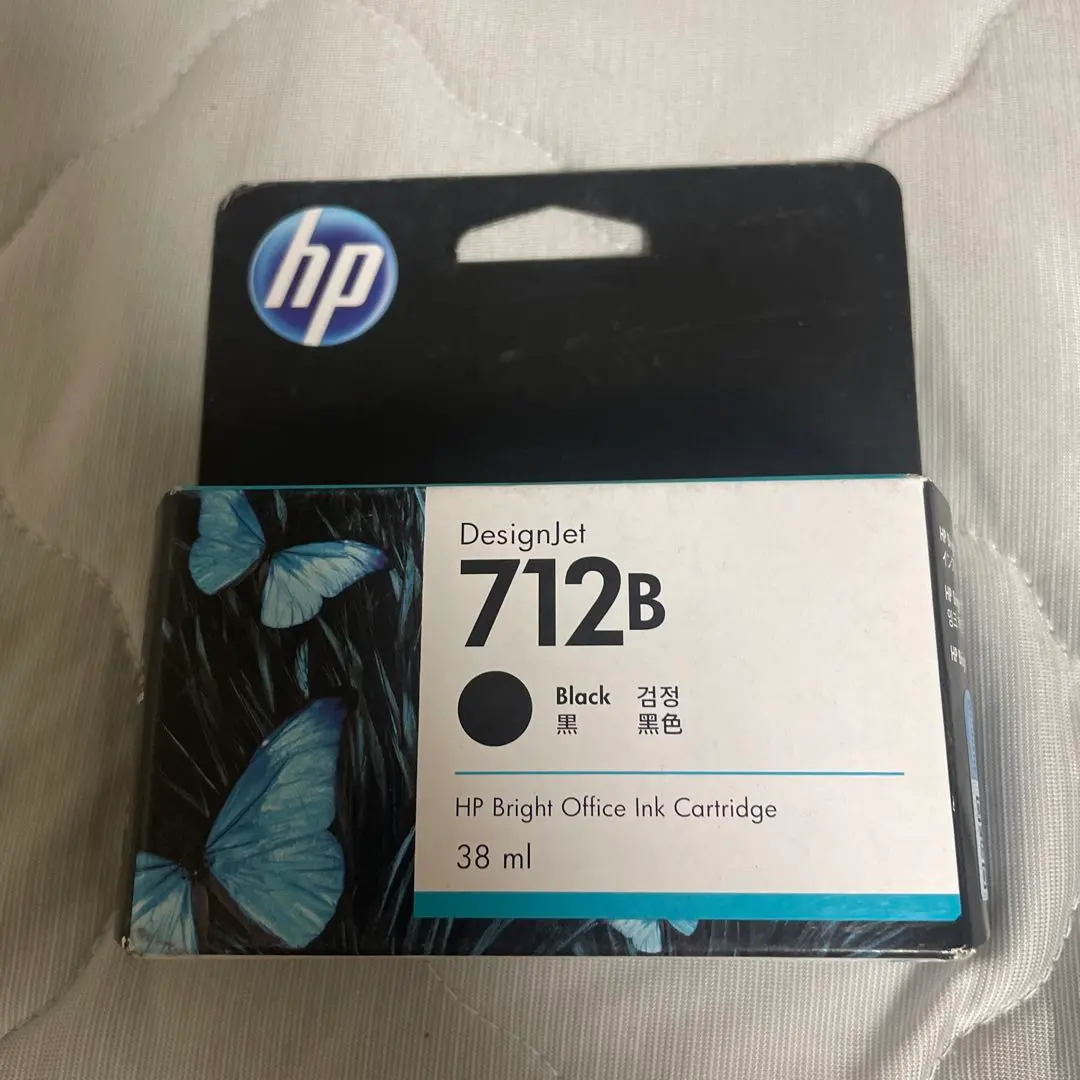 hp
DesignJet
712B
Black 검정
黒 黑色
HP Bright Office Ink Cartridge
38 ml